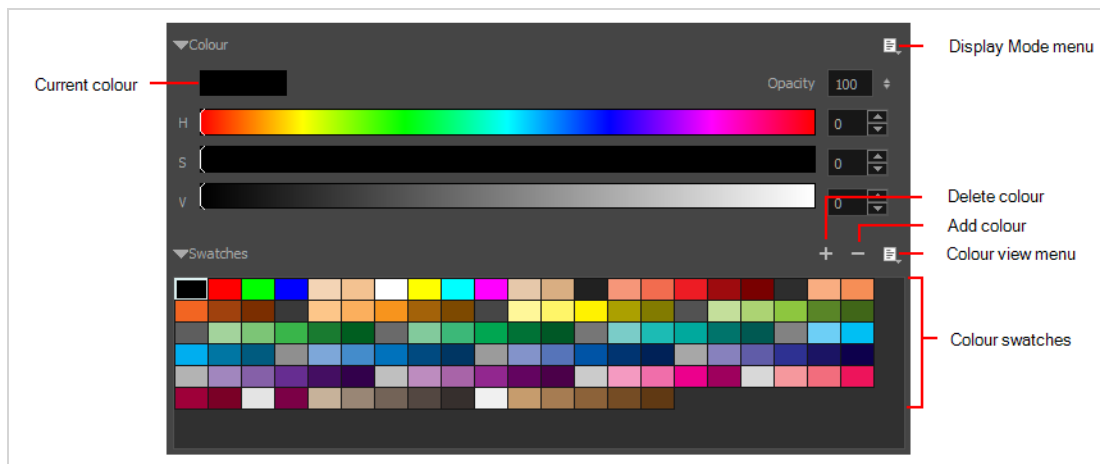 Colour
Display Mode menu
Current colour
Opacity 100
H 0
S 0
V 0
Delete colour
Add colour
Swatches + −
Colour view menu
Colour swatches